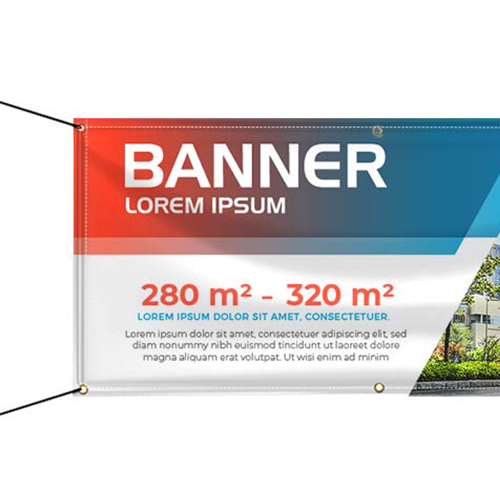 BANNER
LOREM IPSUM
280 m² - 320 m²
LOREM IPSUM DOLOR SIT AMET, CONSECTETUER.
Lorem ipsum dolor sit amet, consectetuer adipiscing elit, sed
diam nonummy nibh euismod tincidunt ut laoreet dolore
magna aliquam erat volutpat. Ut wisi enim ad minim